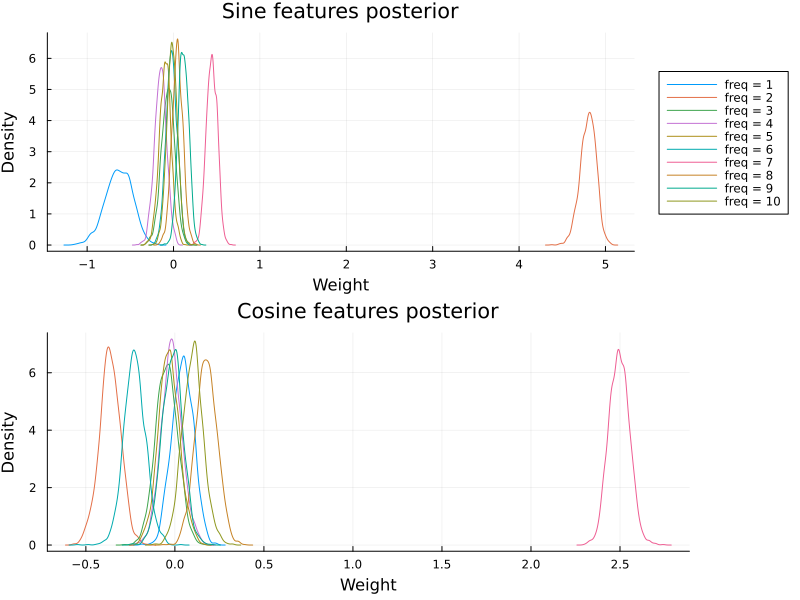 Sine features posterior
6
5
4
3
2
1
0
Density
−1 0 1 2 3 4 5
Weight
freq = 1
freq = 2
freq = 3
freq = 4
freq = 5
freq = 6
freq = 7
freq = 8
freq = 9
freq = 10
Cosine features posterior
6
4
2
0
Density
−0.5 0.0 0.5 1.0 1.5 2.0 2.5
Weight